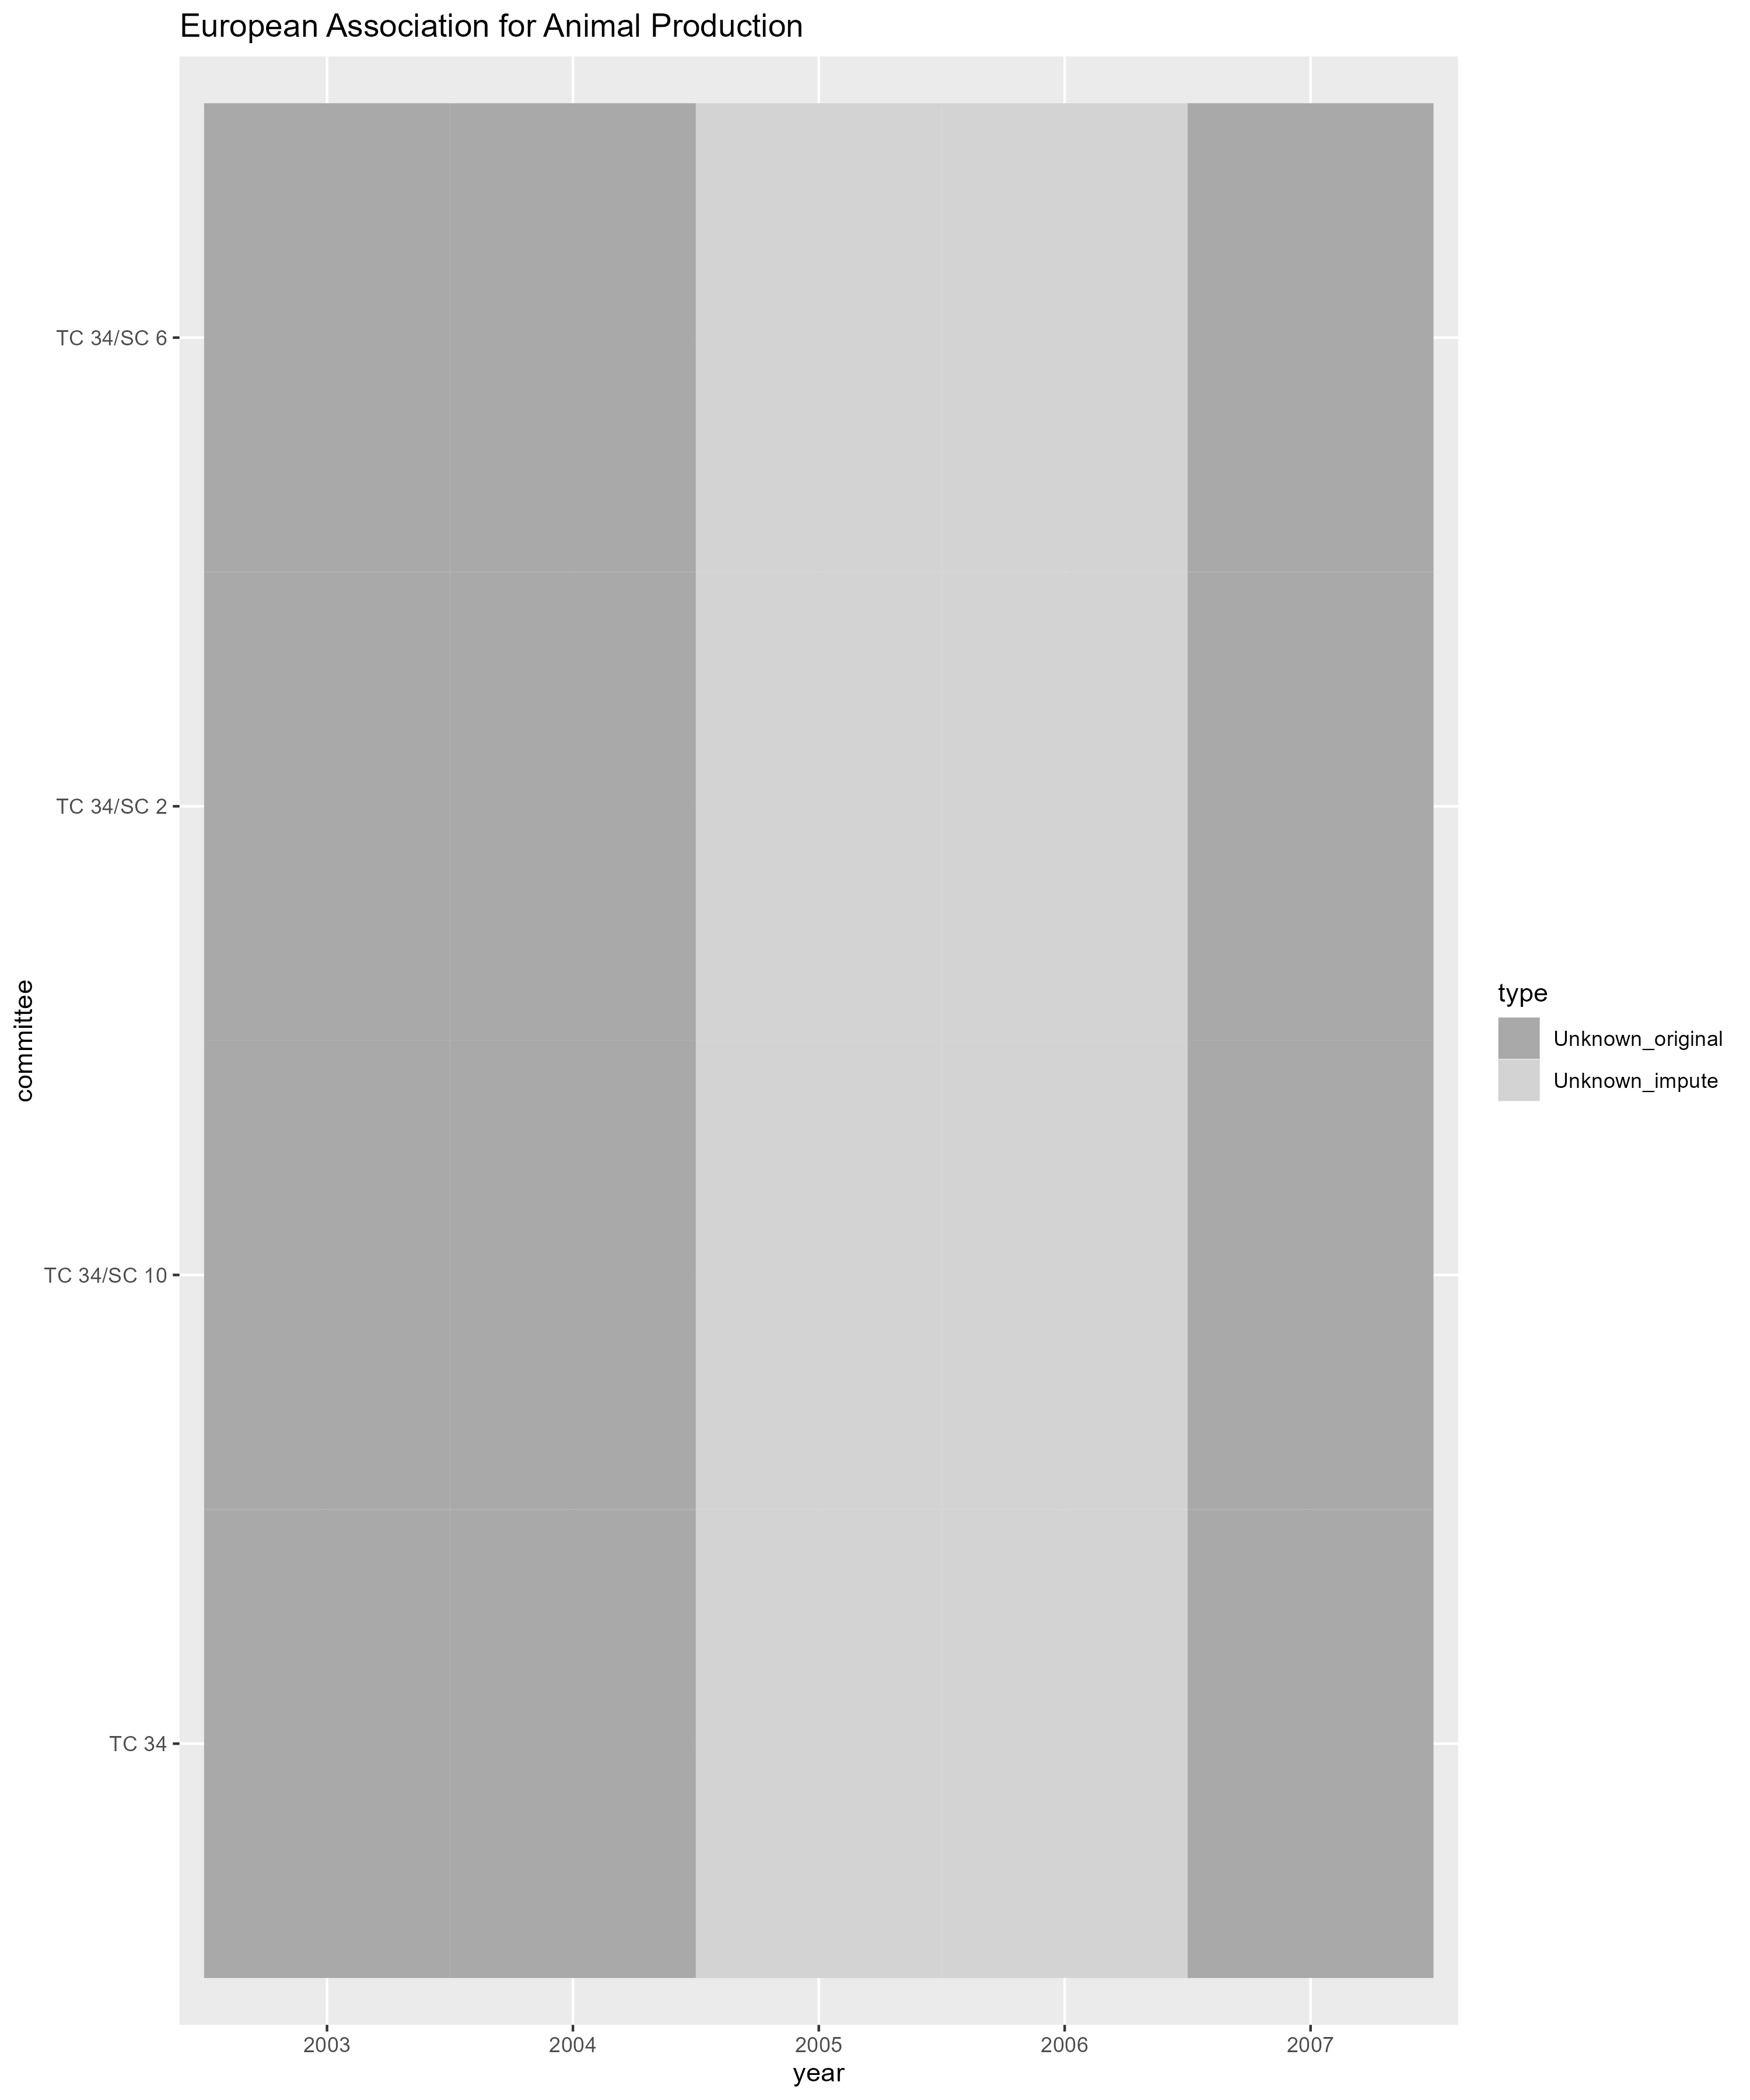 European Association for Animal Production
committee
TC 34/SC 6
TC 34/SC 2
TC 34/SC 10
TC 34
2003 2004 2005 2006 2007
year
type
Unknown_original
Unknown_impute